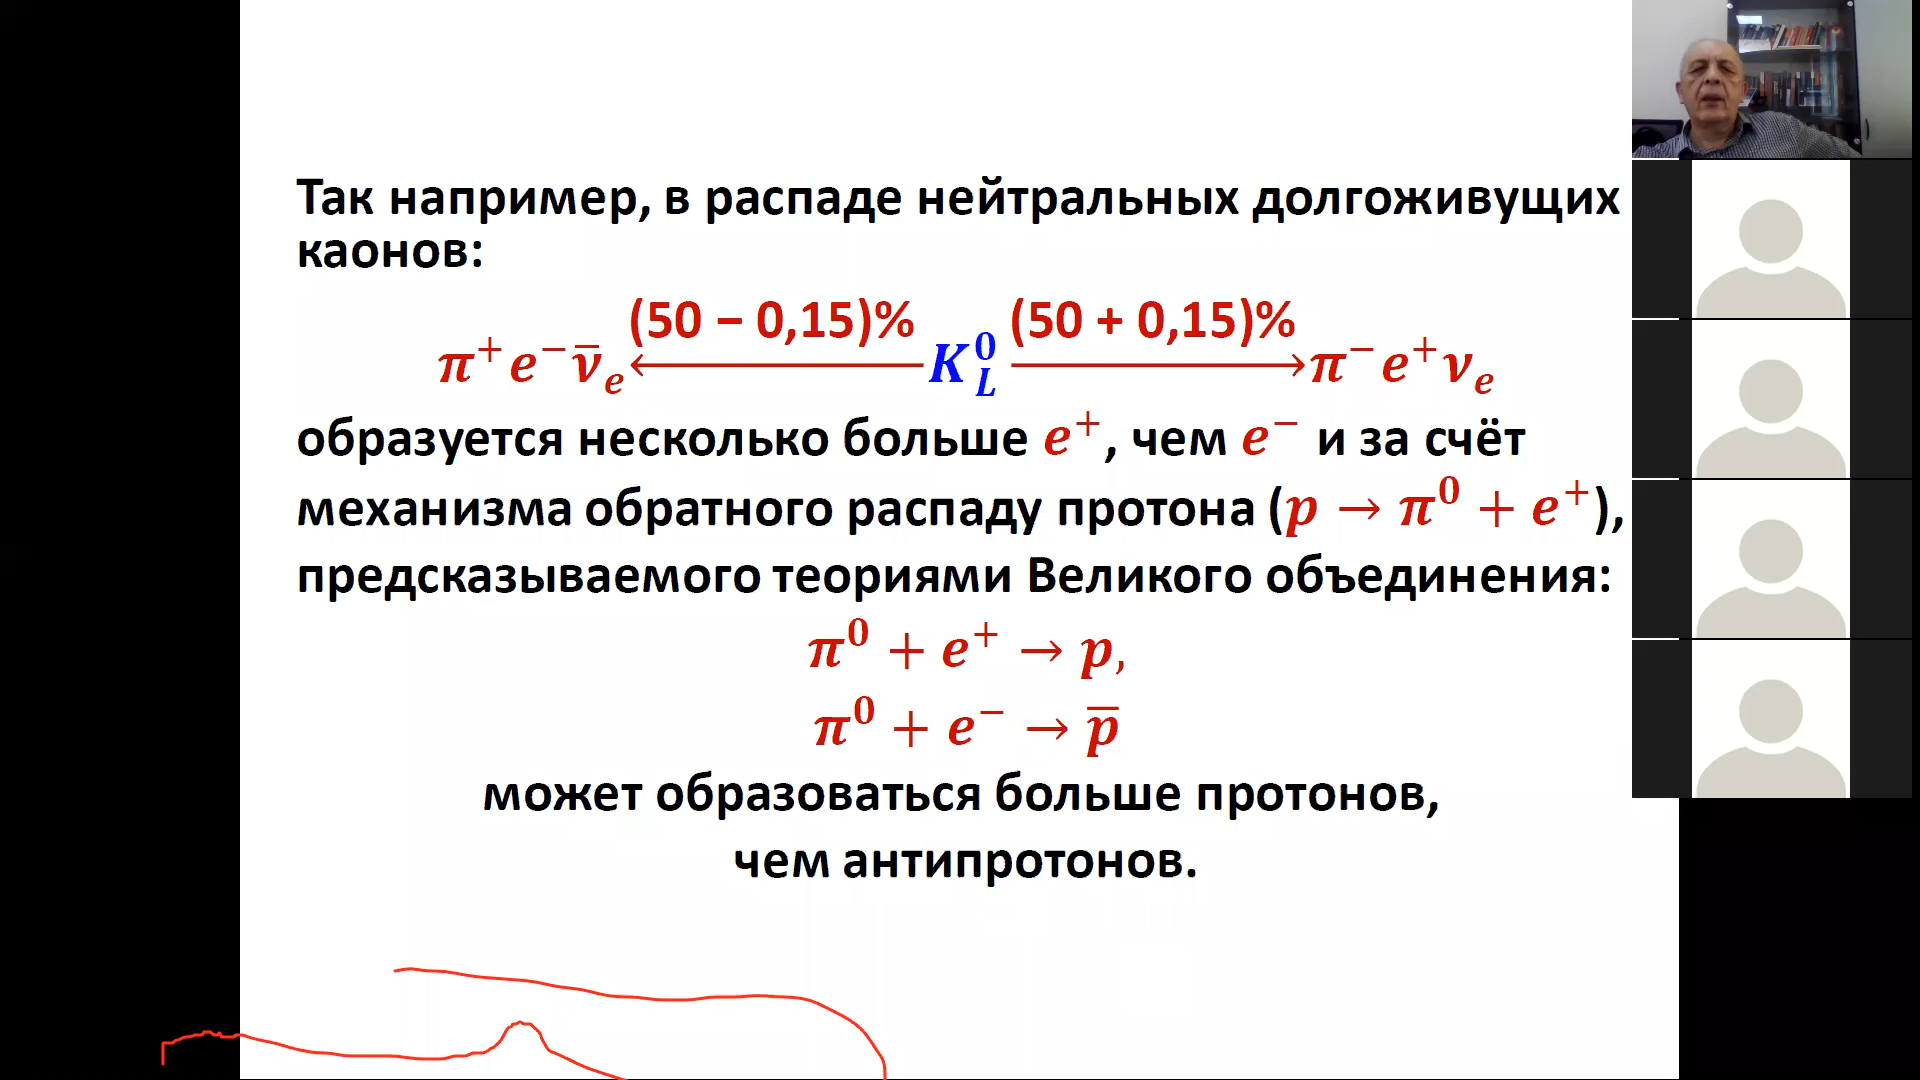 Так например, в распаде нейтральных долгоживущих
каонов:
(50 − 0,15)% (50 + 0,15)%
π⁺e⁻ν̅ₑ ← K⁰_L → π⁻e⁺νₑ
образуется несколько больше e⁺, чем e⁻ и за счёт
механизма обратного распаду протона (p → π⁰ + e⁺),
предсказываемого теориями Великого объединения:
π⁰ + e⁺ → p,
π⁰ + e⁻ → p̅
может образоваться больше протонов,
чем антипротонов.